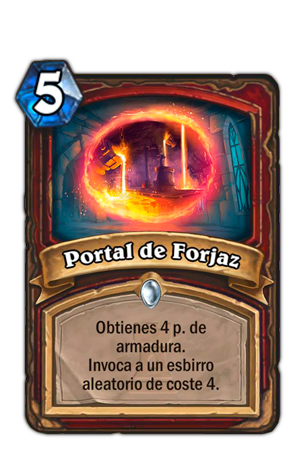 5
Portal de Forjaz
Obtienes 4 p. de
armadura.
Invoca a un esbirro
aleatorio de coste 4.